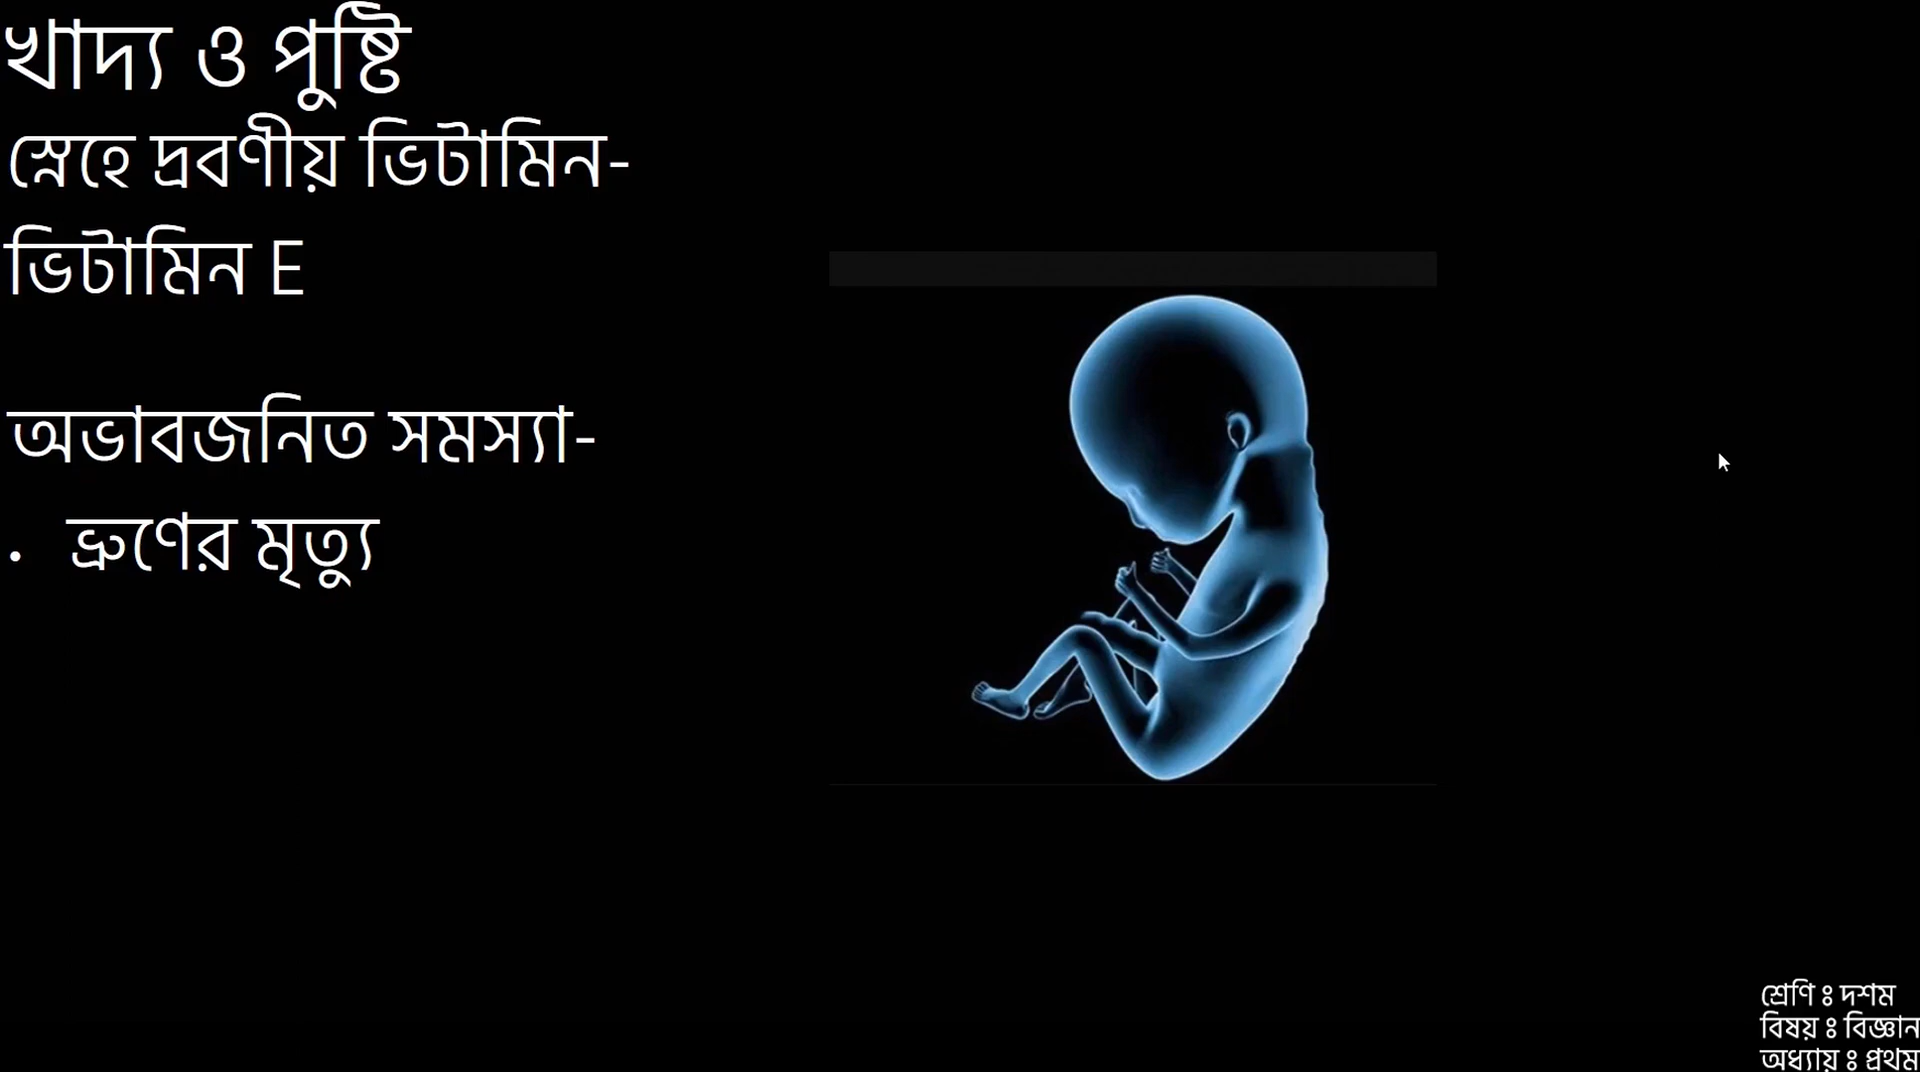 খাদ্য ও পুষ্টি
স্নেহে দ্রবণীয় ভিটামিন-
ভিটামিন E
অভাবজনিত সমস্যা-
• ভ্রুণের মৃত্যু
শ্রেণি ঃ দশম
বিষয় ঃ বিজ্ঞান
অধ্যায় ঃ প্রথম